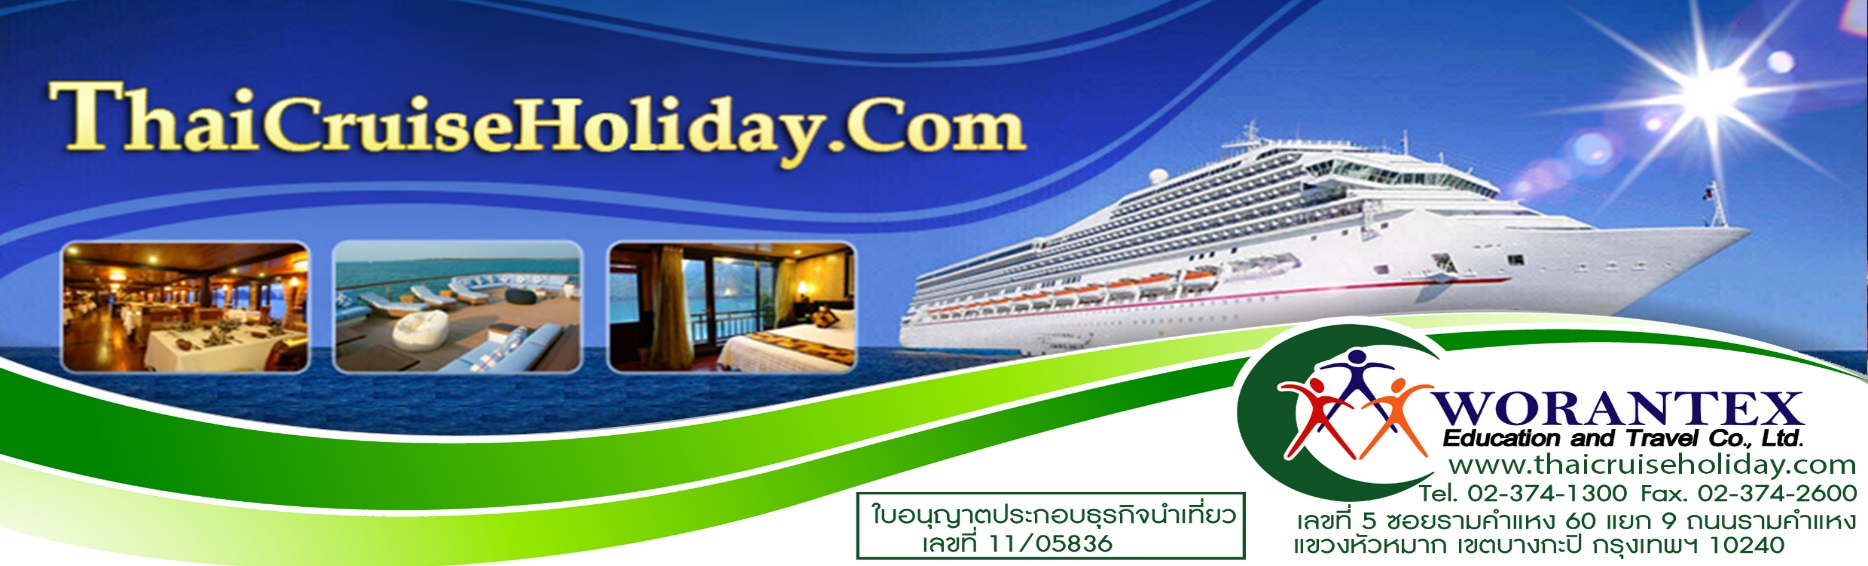 ThaiCruiseHoliday.Com
WORANTEX
Education and Travel Co., Ltd.
www.thaicruiseholiday.com
Tel. 02-374-1300 Fax. 02-374-2600
เลขที่ 5 ซอยรามคำแหง 60 แยก 9 ถนนรามคำแหง
แขวงหัวหมาก เขตบางกะปิ กรุงเทพฯ 10240
ใบอนุญาตประกอบธุรกิจนำเที่ยว
เลขที่ 11/05836